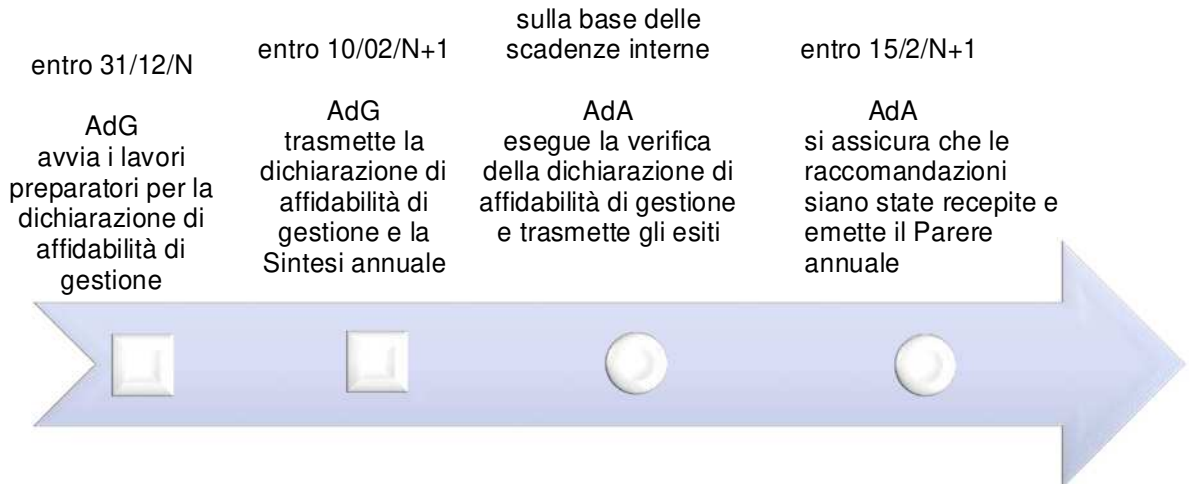 entro 31/12/N
AdG
avvia i lavori
preparatori per la
dichiarazione di
affidabilità di
gestione
entro 10/02/N+1
AdG
trasmette la
dichiarazione di
affidabilità di
gestione e la
Sintesi annuale
sulla base delle
scadenze interne
AdA
esegue la verifica
della dichiarazione di
affidabilità di gestione
e trasmette gli esiti
entro 15/2/N+1
AdA
si assicura che le
raccomandazioni
siano state recepite e
emette il Parere
annuale